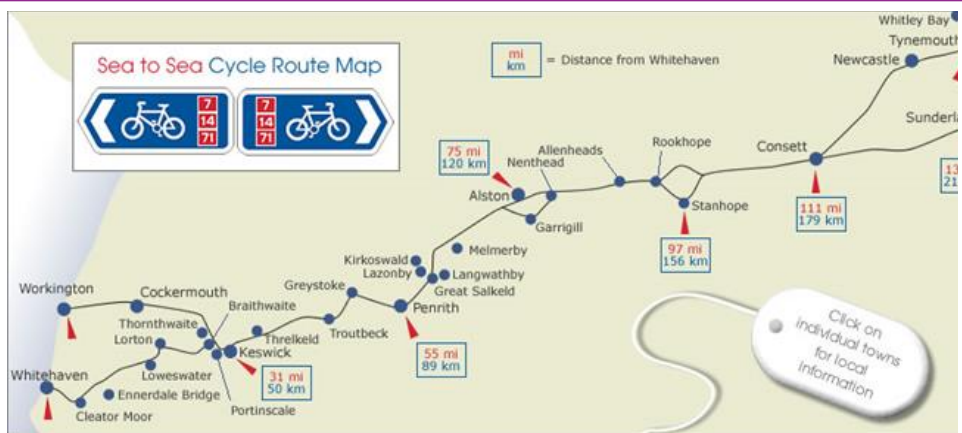 Sea to Sea Cycle Route Map
7
14
71
7
14
71
mi
km
= Distance from Whitehaven
Whitley Bay
Tynemouth
Newcastle
Sunderla
Consett
111 mi
179 km
13
21
Rookhope
Allenheads
Nenthead
75 mi
120 km
Alston
Garrigill
Stanhope
97 mi
156 km
Melmerby
Kirkoswald
Lazonby
Langwathby
Great Salkeld
Greystoke
Penrith
55 mi
89 km
Troutbeck
Threlkeld
Workington
Cockermouth
Braithwaite
Thornthwaite
Lorton
Keswick
31 mi
50 km
Whitehaven
Loweswater
Ennerdale Bridge
Portinscale
Cleator Moor
Click on
individual towns
for local
information